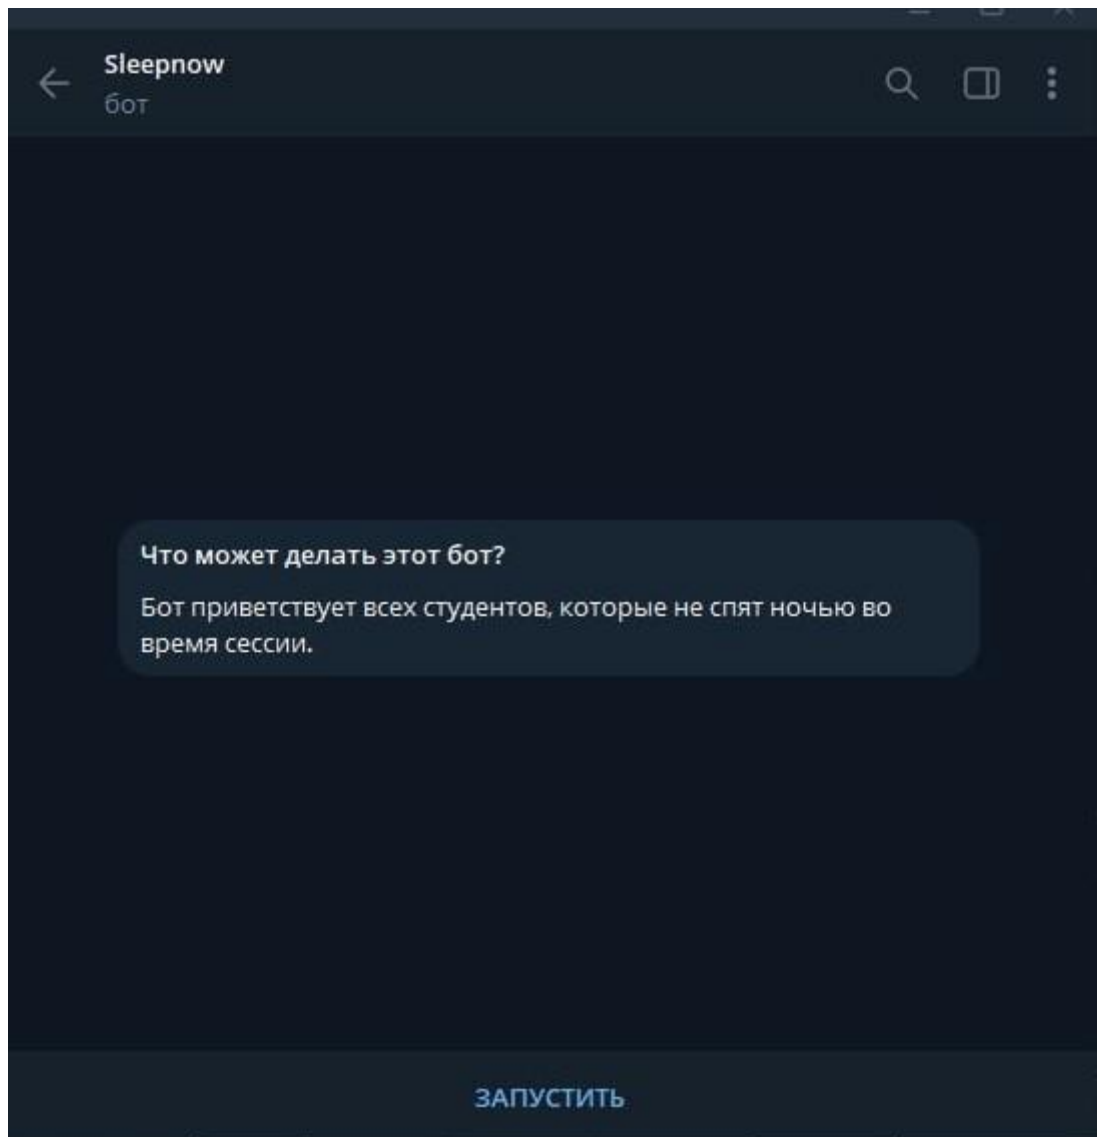 Sleepnow
бот
Что может делать этот бот?
Бот приветствует всех студентов, которые не спят ночью во
время сессии.
ЗАПУСТИТЬ